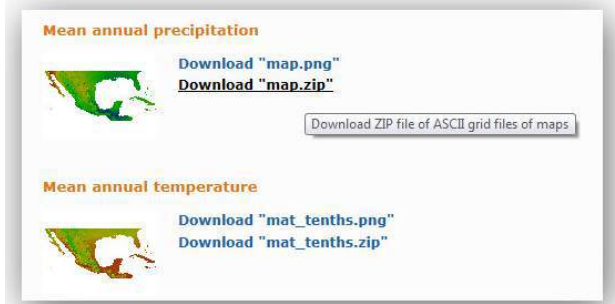 Mean annual precipitation
Download "map.png"
Download "map.zip"
Download ZIP file of ASCII grid files of maps
Mean annual temperature
Download "mat_tenths.png"
Download "mat_tenths.zip"